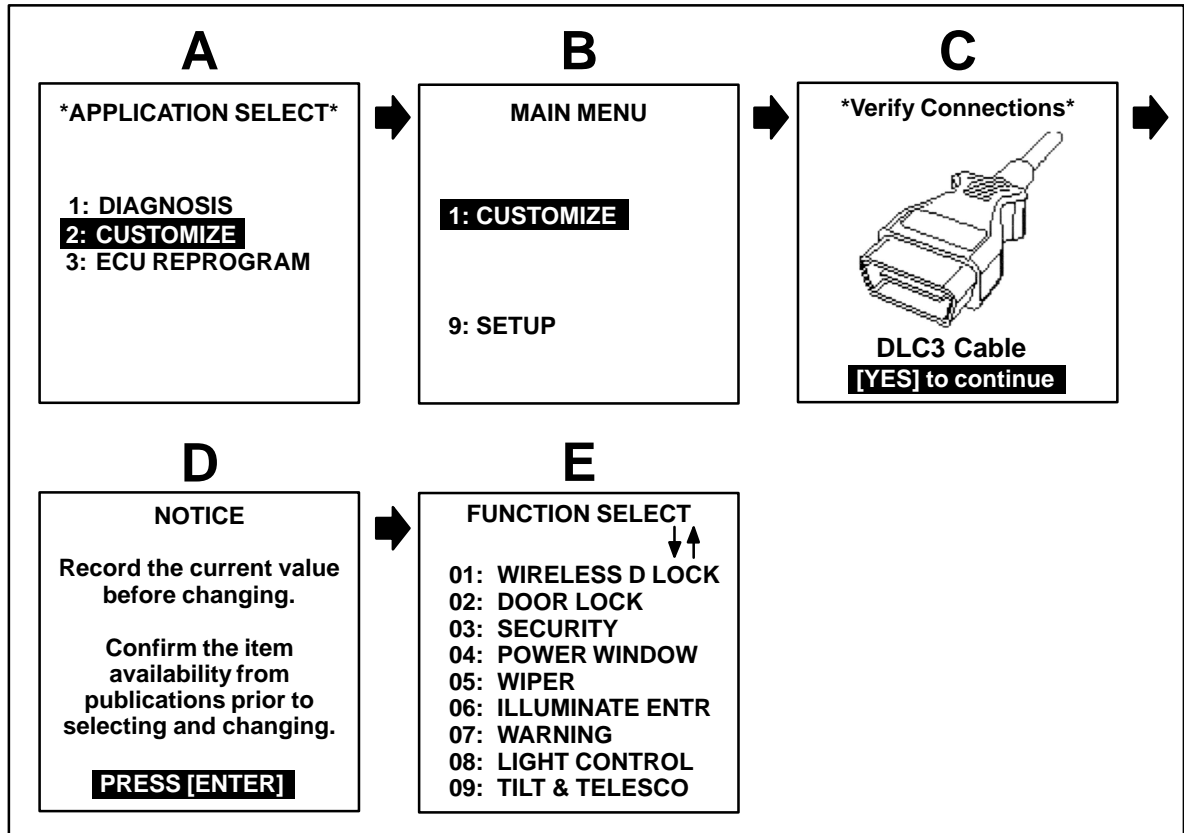 A
*APPLICATION SELECT*
1: DIAGNOSIS
2: CUSTOMIZE
3: ECU REPROGRAM
B
MAIN MENU
1: CUSTOMIZE
9: SETUP
C
*Verify Connections*
DLC3 Cable
[YES] to continue
D
NOTICE
Record the current value
before changing.
Confirm the item
availability from
publications prior to
selecting and changing.
PRESS [ENTER]
E
FUNCTION SELECT
01: WIRELESS D LOCK
02: DOOR LOCK
03: SECURITY
04: POWER WINDOW
05: WIPER
06: ILLUMINATE ENTR
07: WARNING
08: LIGHT CONTROL
09: TILT & TELESCO